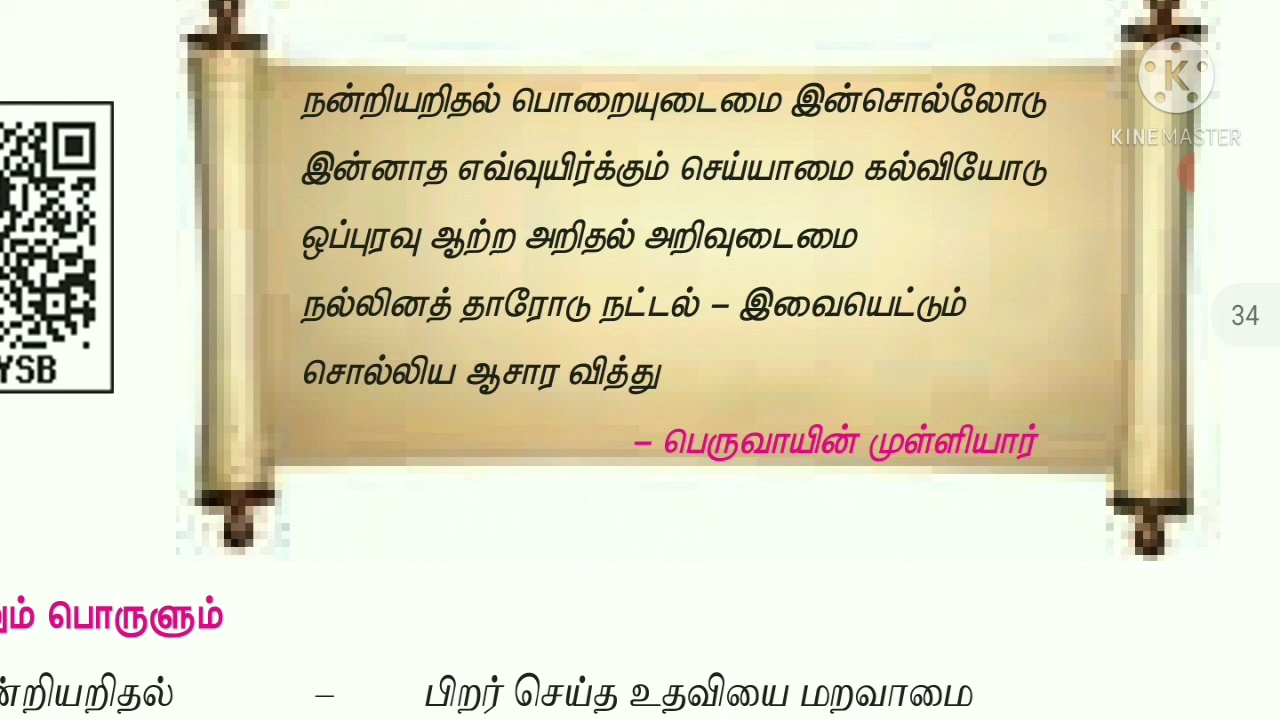 நன்றியறிதல் பொறையுடைமை இன்சொல்லோடு
இன்னாத எவ்வுயிர்க்கும் செய்யாமை கல்வியோடு
ஒப்புரவு ஆற்ற அறிதல் அறிவுடைமை
நல்லினத் தாரோடு நட்டல் – இவையெட்டும்
சொல்லிய ஆசார வித்து
– பெருவாயின் முள்ளியார்
KINEMASTER
34
YSB
பொருளும்
ன்றியறிதல் – பிறர் செய்த உதவியை மறவாமை